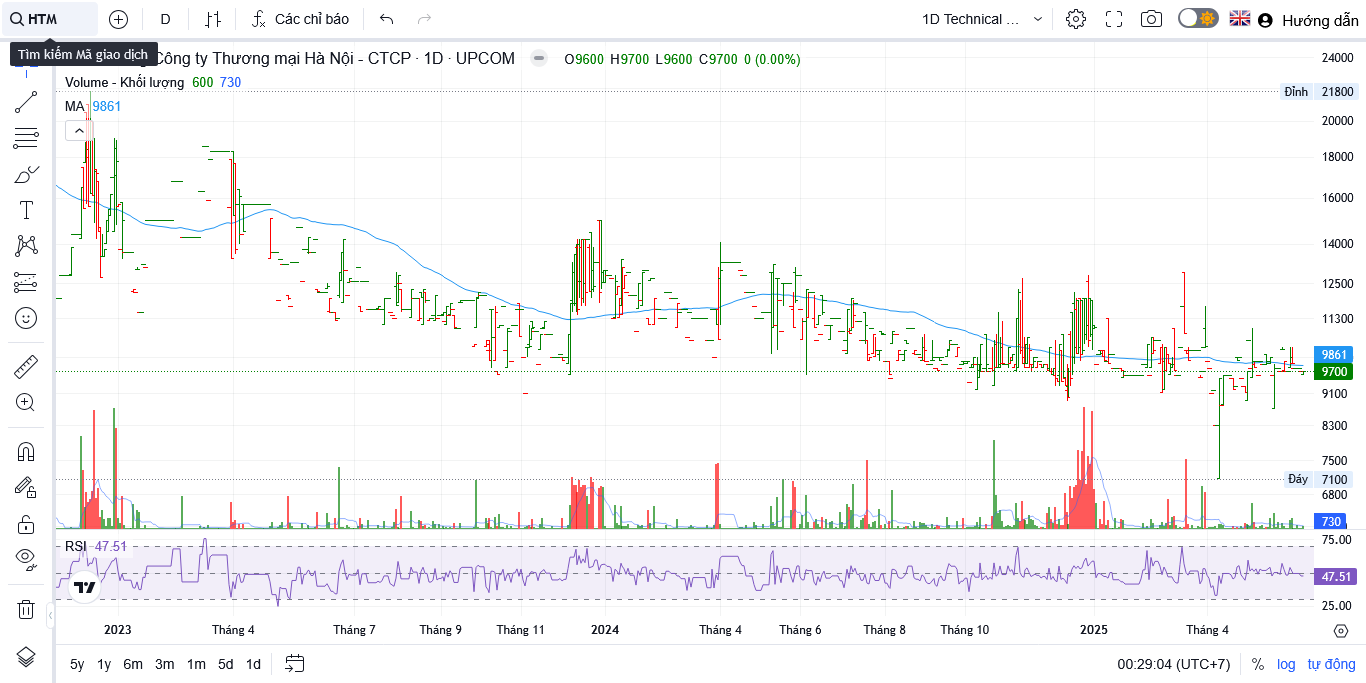 HTM
D
Các chỉ báo
1D Technical ...
Hướng dẫn
Tìm kiếm Mã giao dịch
Công ty Thương mại Hà Nội - CTCP · 1D · UPCOM
O9600 H9700 L9600 C9700 0 (0.00%)
Volume - Khối lượng 600 730
MA 9861
24000
Đỉnh 21800
20000
18000
16000
14000
12500
11300
9861
9700
9100
8300
7500
Đáy 7100
6800
730
RSI 47.51
75.00
47.51
25.00
2023 Tháng 4 Tháng 7 Tháng 9 Tháng 11 2024 Tháng 4 Tháng 6 Tháng 8 Tháng 10 2025 Tháng 4
5y 1y 6m 3m 1m 5d 1d
00:29:04 (UTC+7) % log tự động